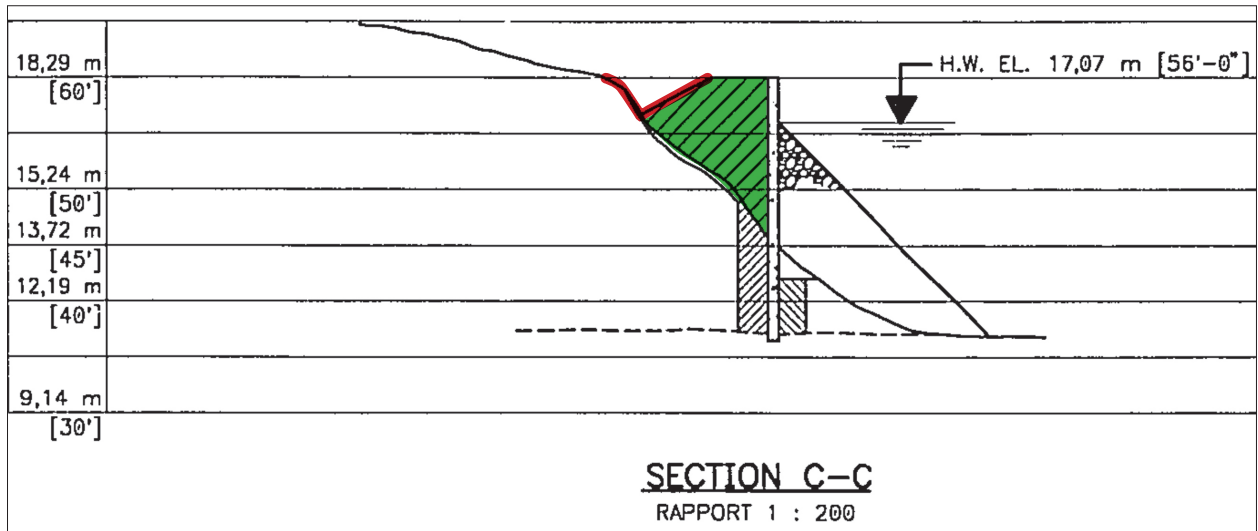 18,29 m
[60']
H.W. EL. 17,07 m [56'-0"]
15,24 m
[50']
13,72 m
[45']
12,19 m
[40']
9,14 m
[30']
SECTION C-C
RAPPORT 1 : 200